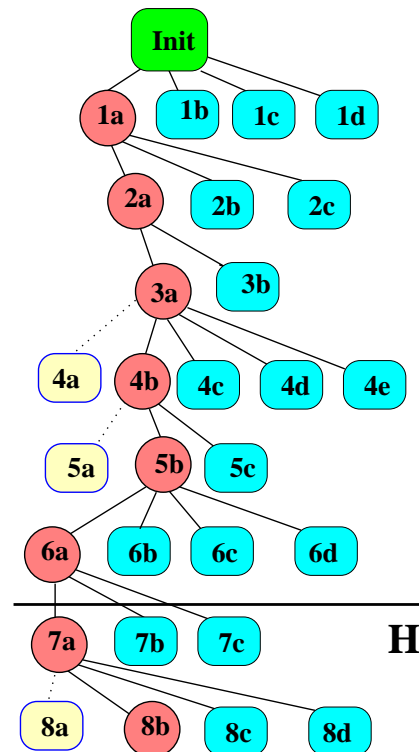 Init
1a 1b 1c 1d
2a 2b 2c
3a 3b
4a 4b 4c 4d 4e
5a 5b 5c
6a 6b 6c 6d
7a 7b 7c H
8a 8b 8c 8d